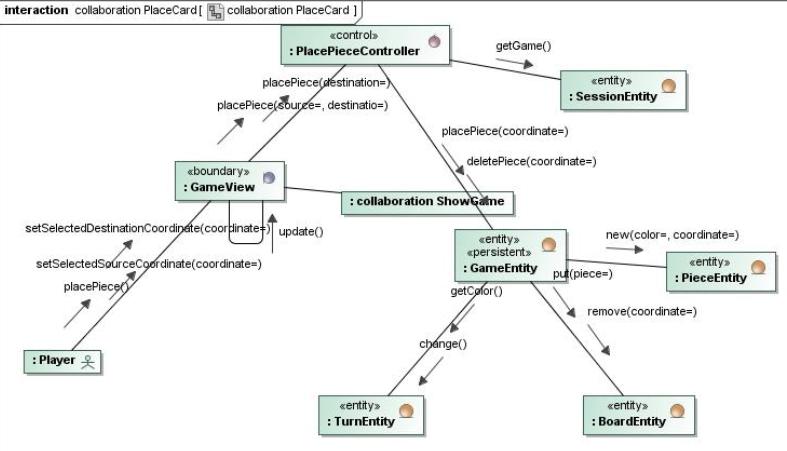 interaction collaboration PlaceCard[ collaboration PlaceCard ]
«control»
: PlacePieceController
getGame()
«entity»
: SessionEntity
placePiece(destination=)
placePiece(source=, destinatio=)
placePiece(coordinate=)
deletePiece(coordinate=)
«boundary»
: GameView
: collaboration ShowGame
setSelectedDestinationCoordinate(coordinate=)
update()
setSelectedSourceCoordinate(coordinate=)
placePiece()
: Player
«entity»
«persistent»
: GameEntity
new(color=, coordinate=)
«entity»
: PieceEntity
put(piece=)
getColor()
remove(coordinate=)
change()
«entity»
: TurnEntity
«entity»
: BoardEntity